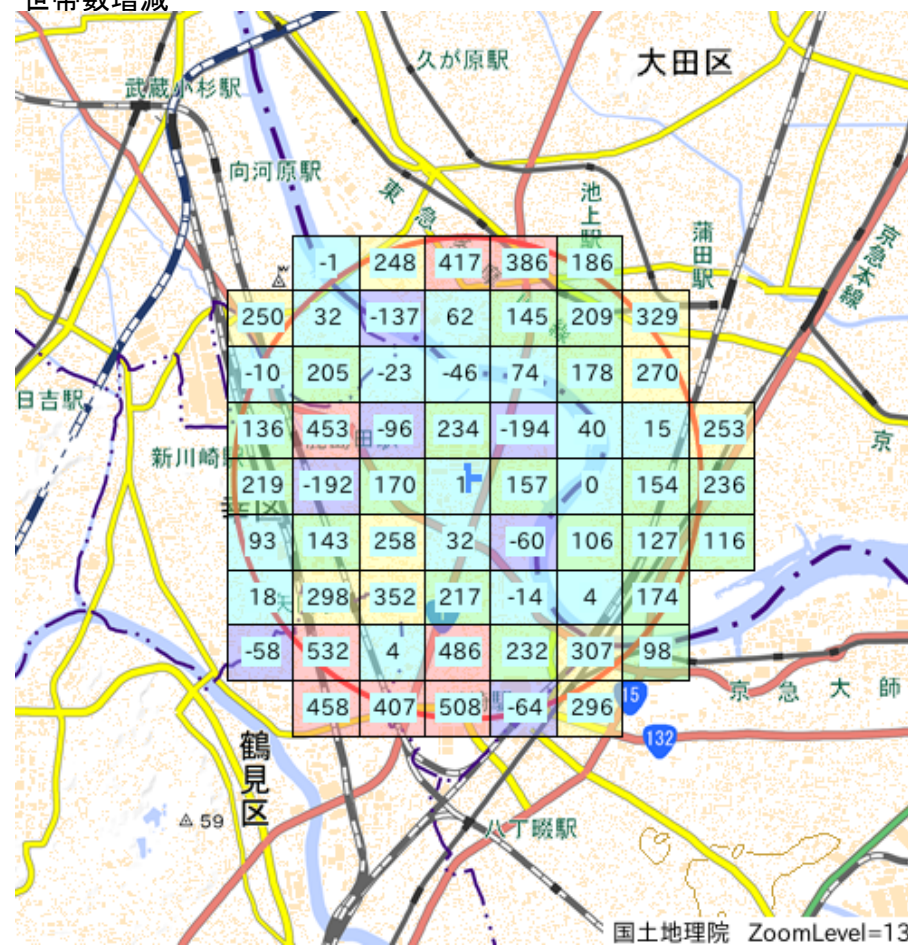 世帯数増減
久が原駅
大田区
武蔵小杉駅
向河原駅
東急
池上駅
蒲田駅
京急本線
-1 248 417 386 186
250 32 -137 62 145 209 329
-10 205 -23 -46 74 178 270
日吉駅
136 453 -96 234 -194 40 15 253
京
新川崎駅
219 -192 170 1 157 0 154 236
幸区
93 143 258 32 -60 106 127 116
18 298 352 217 -14 4 174
矢
-58 532 4 486 232 307 98
京急大師
458 407 508 -64 296
15
132
鶴見区
59
八丁畷駅
国土地理院 ZoomLevel=13